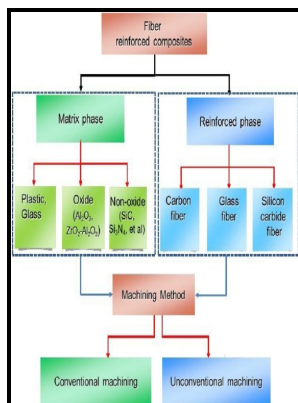 Fiber
reinforced composites
Matrix phase
Reinforced phase
Plastic,
Glass
Oxide
(Al₂O₃,
ZrO₂-Al₂O₃)
Non-oxide
(SiC,
Si₃N₄, et al)
Carbon
fiber
Glass
fiber
Silicon
carbide
fiber
Machining Method
Conventional machining
Unconventional machining